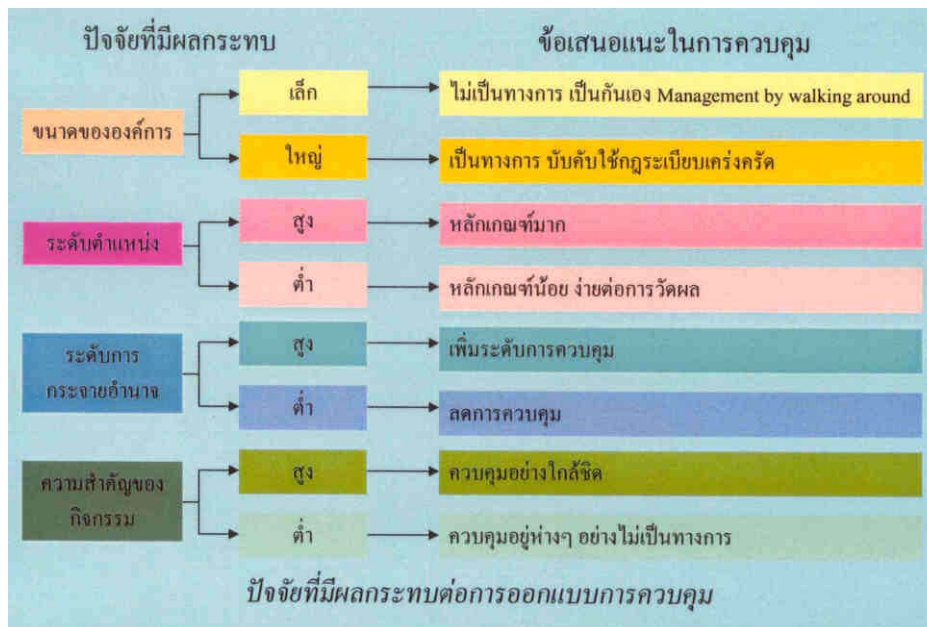 ปัจจัยที่มีผลกระทบ
ข้อเสนอแนะในการควบคุม
ขนาดขององค์การ
เล็ก
ไม่เป็นทางการ เป็นกันเอง Management by walking around
ใหญ่
เป็นทางการ บับคับใช้กฎระเบียบเคร่งครัด
ระดับตำแหน่ง
สูง
หลักเกณฑ์มาก
ต่ำ
หลักเกณฑ์น้อย ง่ายต่อการวัดผล
ระดับการ
กระจายอำนาจ
สูง
เพิ่มระดับการควบคุม
ต่ำ
ลดการควบคุม
ความสำคัญของ
กิจกรรม
สูง
ควบคุมอย่างใกล้ชิด
ต่ำ
ควบคุมอยู่ห่างๆ อย่างไม่เป็นทางการ
ปัจจัยที่มีผลกระทบต่อการออกแบบการควบคุม